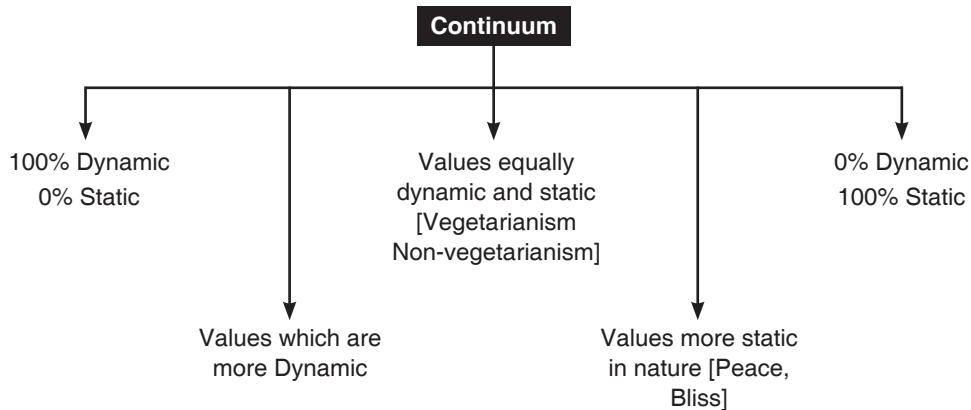 Continuum
100% Dynamic
0% Static
Values equally
dynamic and static
[Vegetarianism
Non-vegetarianism]
0% Dynamic
100% Static
Values which are
more Dynamic
Values more static
in nature [Peace,
Bliss]